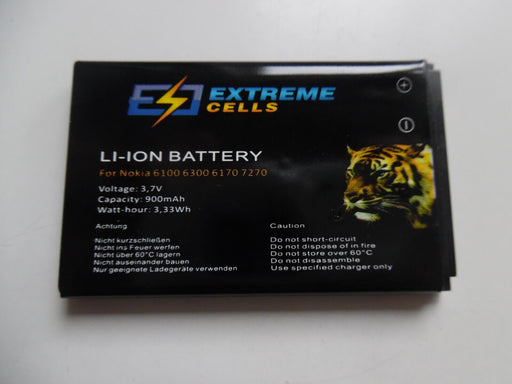 EXTREME
CELLS
LI-ION BATTERY
For Nokia 6100 6300 6170 7270
Voltage: 3,7V
Capacity: 900mAh
Watt-hour: 3,33Wh
Achtung
Nicht kurzschließen
Nicht ins Feuer werfen
Nicht über 60°C lagern
Nicht auseinander bauen
Nur geeignete Ladegeräte verwenden
Caution
Do not short-circuit
Do not dispose of in fire
Do not store over 60°C
Do not disassemble
Use specified charger only